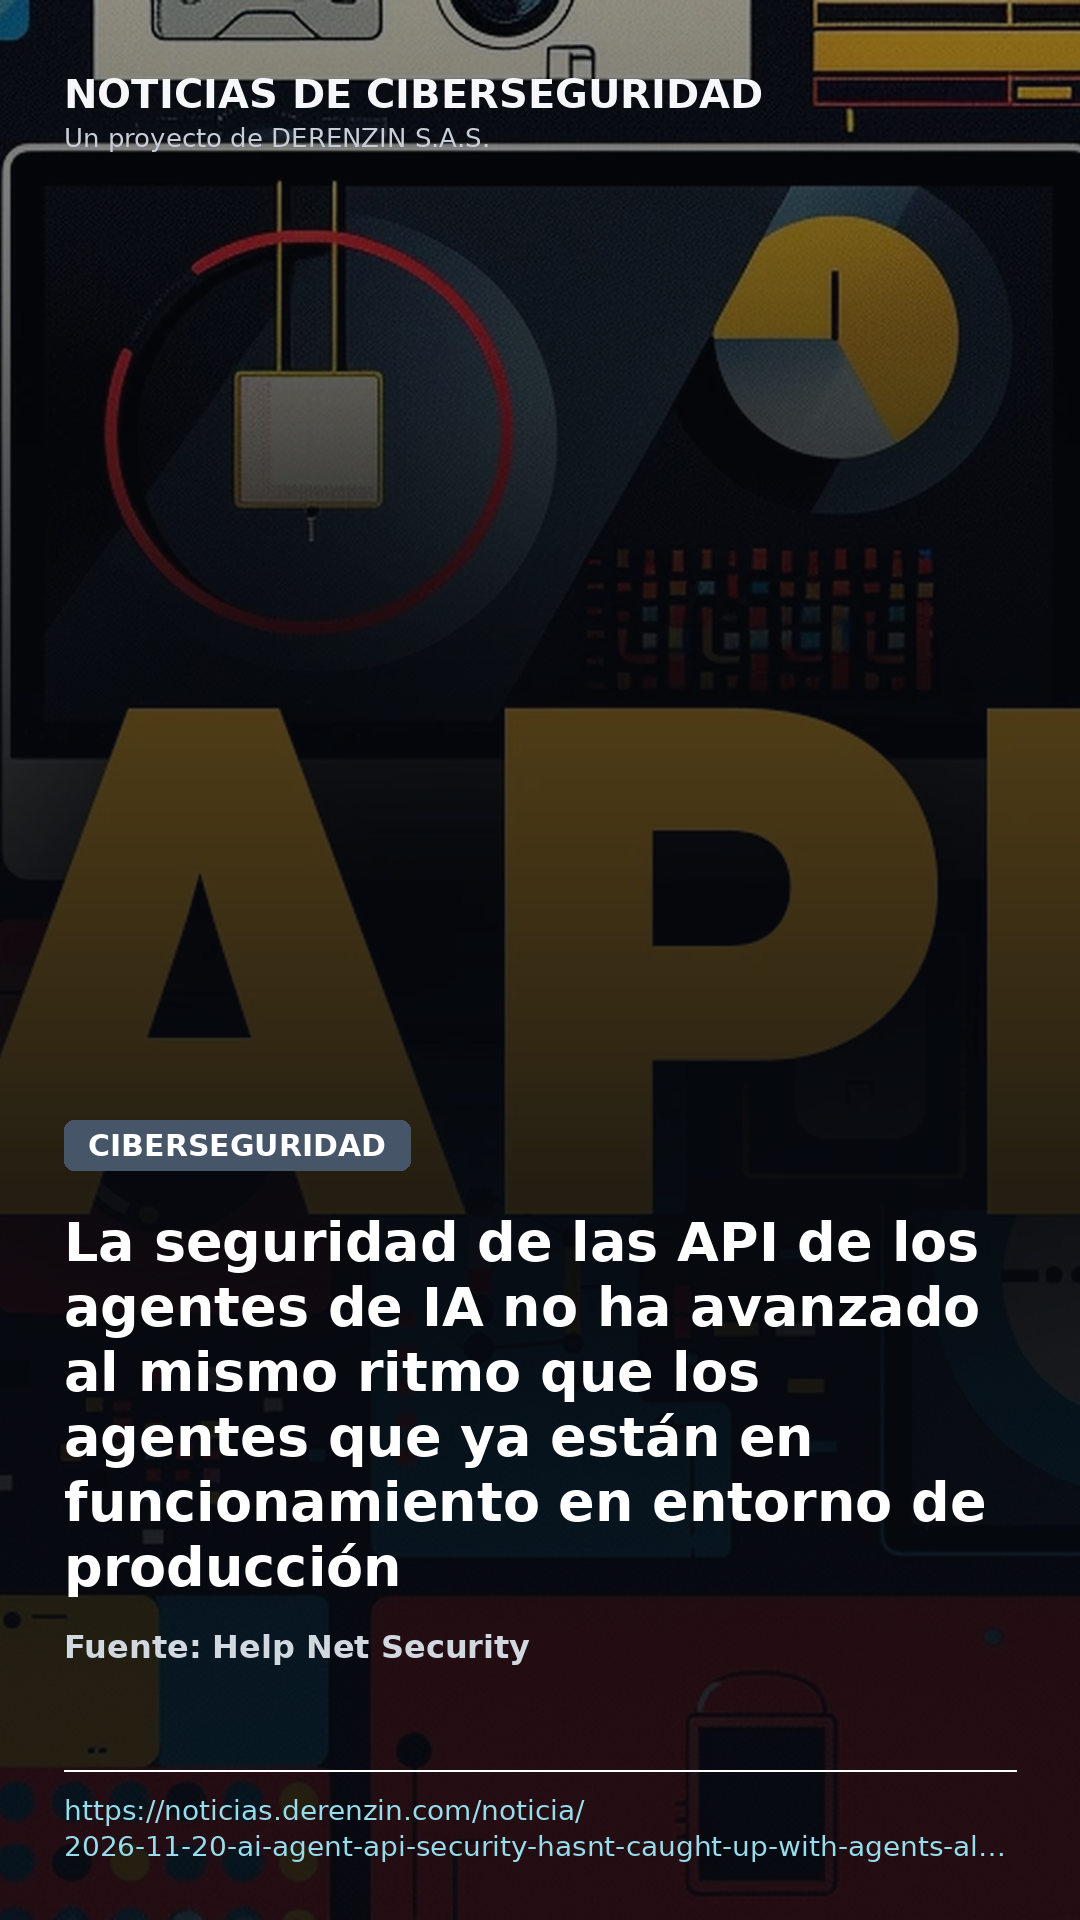 NOTICIAS DE CIBERSEGURIDAD
Un proyecto de DERENZIN S.A.S.
API
CIBERSEGURIDAD
La seguridad de las API de los
agentes de IA no ha avanzado
al mismo ritmo que los
agentes que ya están en
funcionamiento en entorno de
producción
Fuente: Help Net Security
https://noticias.derenzin.com/noticia/
2026-11-20-ai-agent-api-security-hasnt-caught-up-with-agents-al...